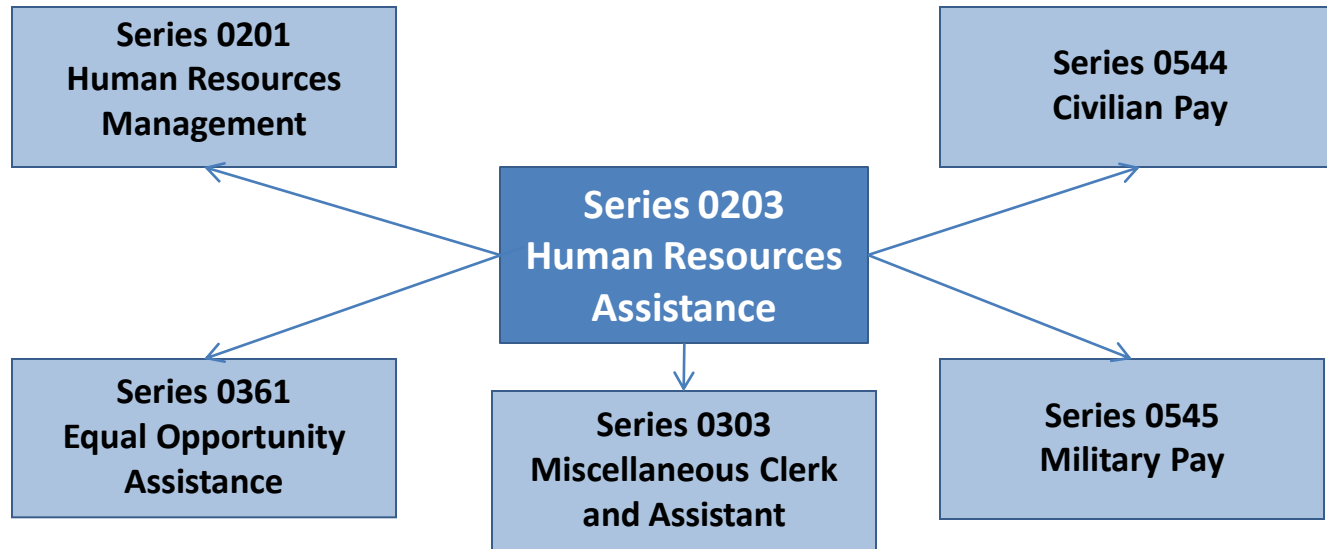 Series 0201
Human Resources
Management
Series 0544
Civilian Pay
Series 0203
Human Resources
Assistance
Series 0361
Equal Opportunity
Assistance
Series 0303
Miscellaneous Clerk
and Assistant
Series 0545
Military Pay